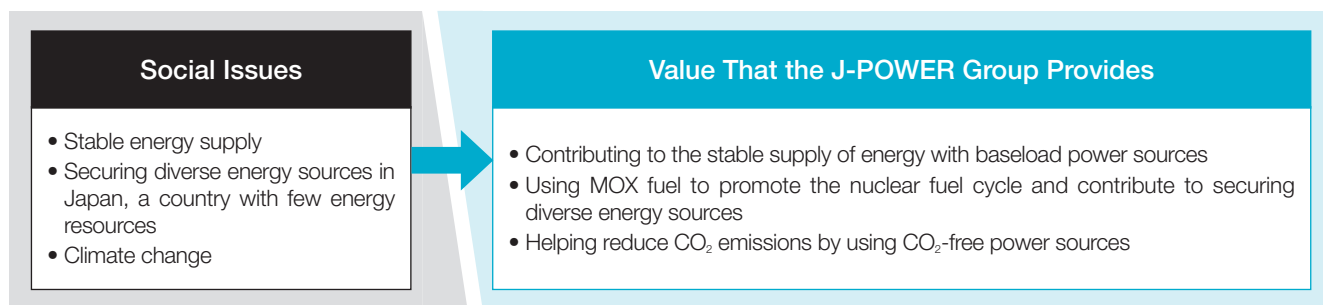 Social Issues
• Stable energy supply
• Securing diverse energy sources in
Japan, a country with few energy
resources
• Climate change
Value That the J-POWER Group Provides
• Contributing to the stable supply of energy with baseload power sources
• Using MOX fuel to promote the nuclear fuel cycle and contribute to securing
diverse energy sources
• Helping reduce CO₂ emissions by using CO₂-free power sources